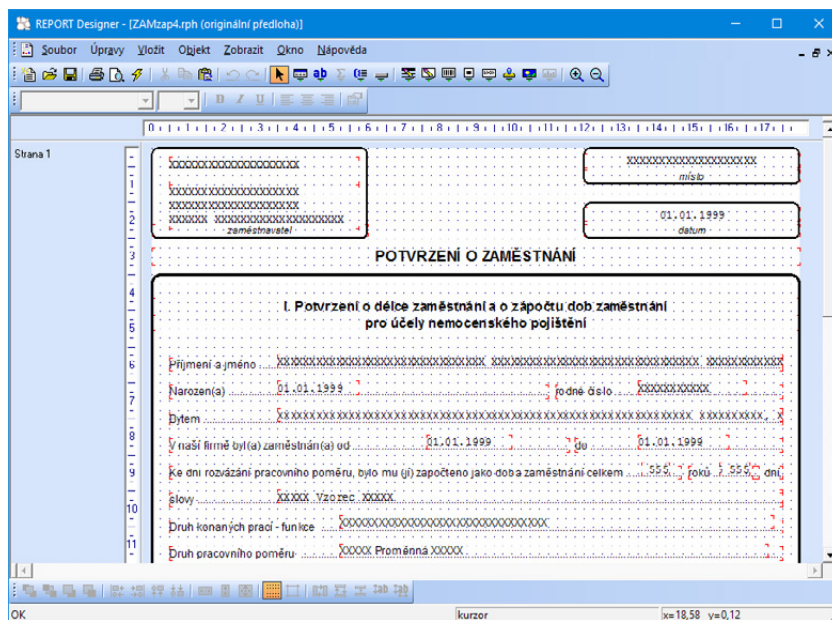 REPORT Designer - [ZAMzap4.rph (originální předloha)]
Soubor Úpravy Vložit Objekt Zobrazit Okno Nápověda
Strana 1
XXXXXXXXXXXXXXXXXXXX
XXXXXXXXXXXXXXXXXXXX
místo
XXXXXXXXXXXXXXXXXXXX
XXXXXXXXXXXXXXXXXXXX
XXXXXX XXXXXXXXXXXXXXXXXXXX
zaměstnavatel
01.01.1999
datum
POTVRZENÍ O ZAMĚSTNÁNÍ
I. Potvrzení o délce zaměstnání a o zápočtu dob zaměstnání
pro účely nemocenského pojištění
Příjmení a jméno
Narozen(a) 01.01.1999 rodné číslo XXXXXXXXXXX
Bytem
V naší firmě byl(a) zaměstnán(a) od 01.01.1999 do 01.01.1999
Ke dni rozvázání pracovního poměru, bylo mu (jí) započteno jako doba zaměstnání celkem 555 roků 555 dní,
slovy XXXXX Vzorec XXXXX
Druh konaných prací - funkce
Druh pracovního poměru XXXXX Proměnná XXXXX
OK kurzor x=18,58 y=0,12